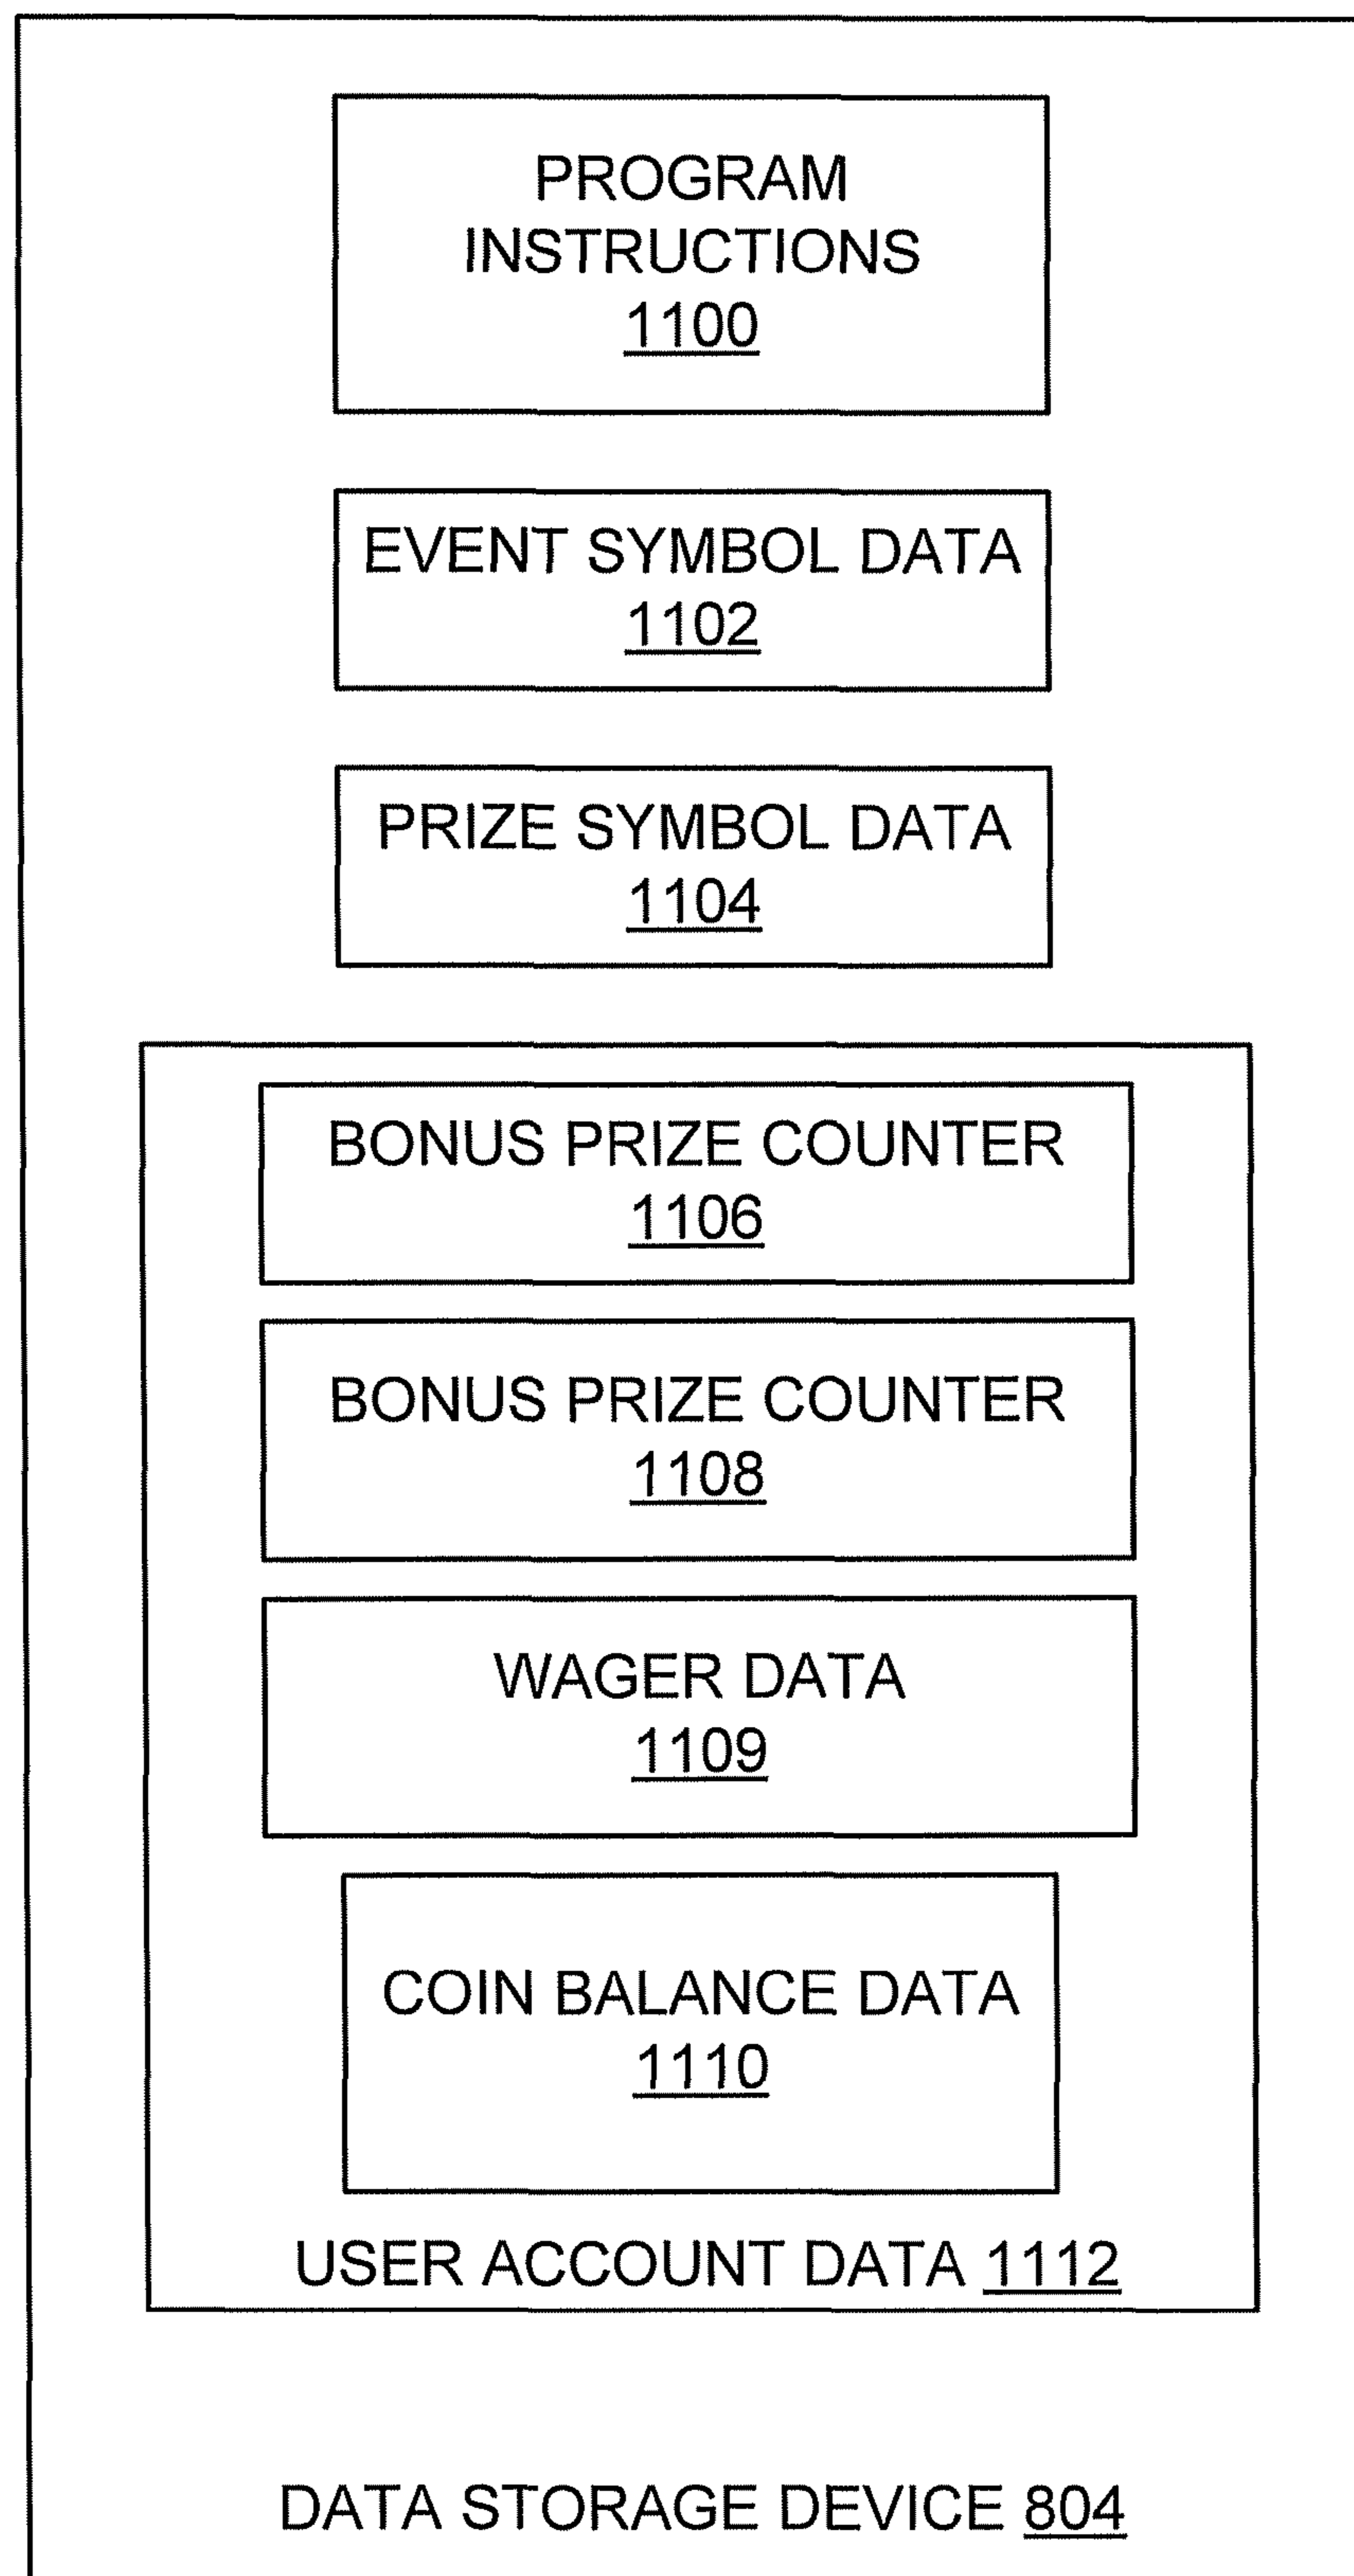 PROGRAM
INSTRUCTIONS
1100
EVENT SYMBOL DATA
1102
PRIZE SYMBOL DATA
1104
BONUS PRIZE COUNTER
1106
BONUS PRIZE COUNTER
1108
WAGER DATA
1109
COIN BALANCE DATA
1110
USER ACCOUNT DATA 1112
DATA STORAGE DEVICE 804